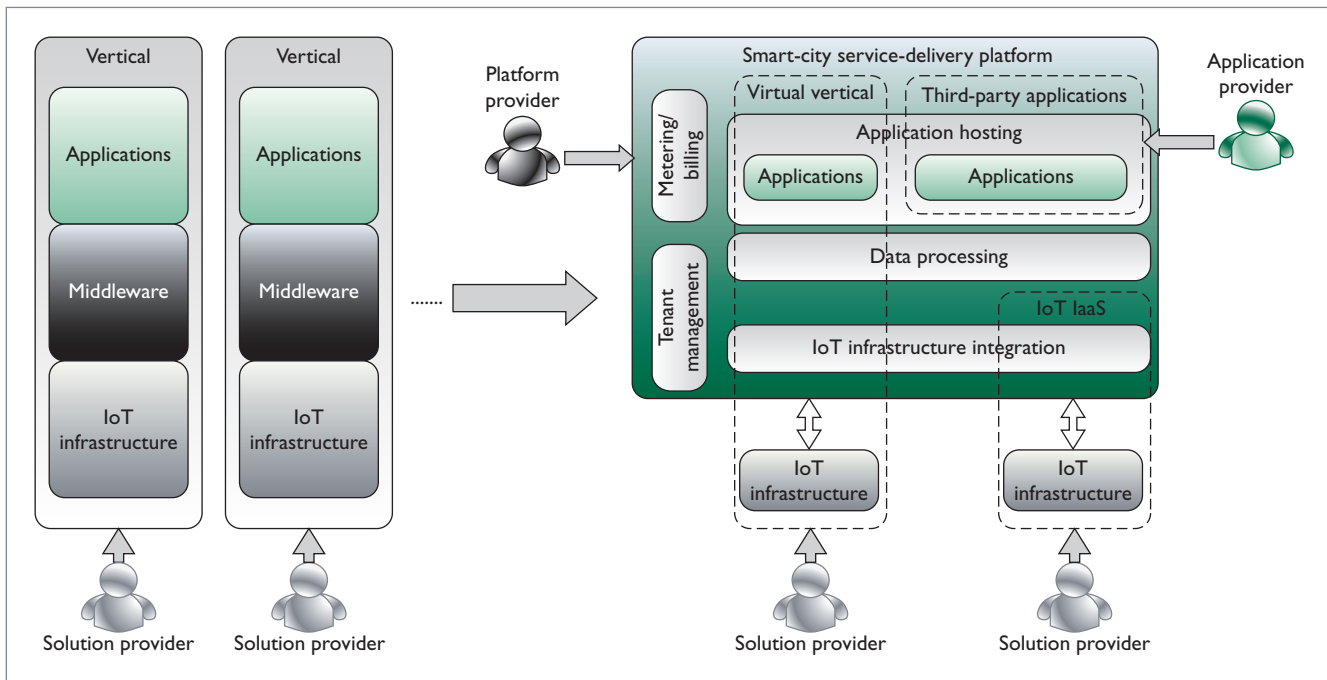 Vertical
Applications
Middleware
IoT
infrastructure
Solution provider
Vertical
Applications
Middleware
IoT
infrastructure
Solution provider
.......
Platform
provider
Smart-city service-delivery platform
Metering/
billing
Tenant
management
Virtual vertical
Third-party applications
Application hosting
Applications
Applications
Data processing
IoT IaaS
IoT infrastructure integration
Application
provider
IoT
infrastructure
Solution provider
IoT
infrastructure
Solution provider